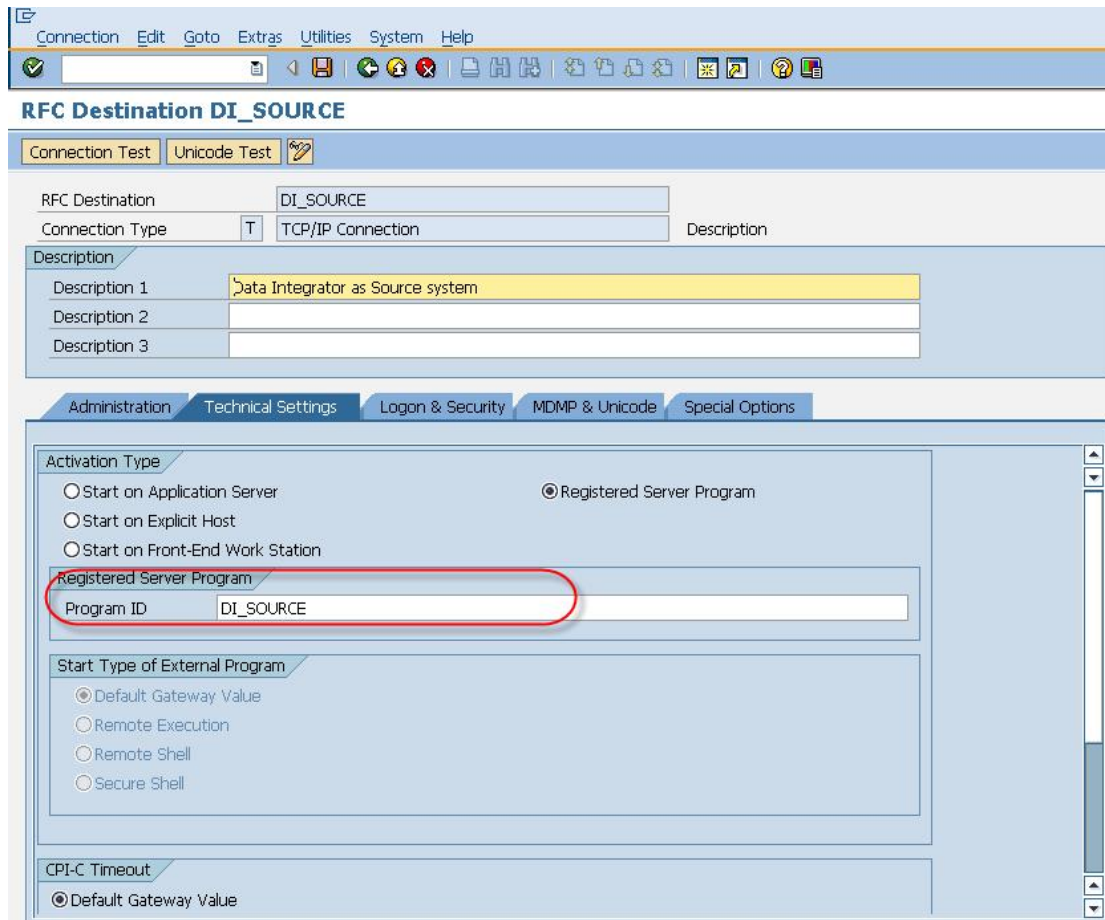 Connection Edit Goto Extras Utilities System Help
RFC Destination DI_SOURCE
Connection Test Unicode Test
RFC Destination DI_SOURCE
Connection Type T TCP/IP Connection Description
Description
Description 1 Data Integrator as Source system
Description 2
Description 3
Administration Technical Settings Logon & Security MDMP & Unicode Special Options
Activation Type
Start on Application Server Registered Server Program
Start on Explicit Host
Start on Front-End Work Station
Registered Server Program
Program ID DI_SOURCE
Start Type of External Program
Default Gateway Value
Remote Execution
Remote Shell
Secure Shell
CPI-C Timeout
Default Gateway Value